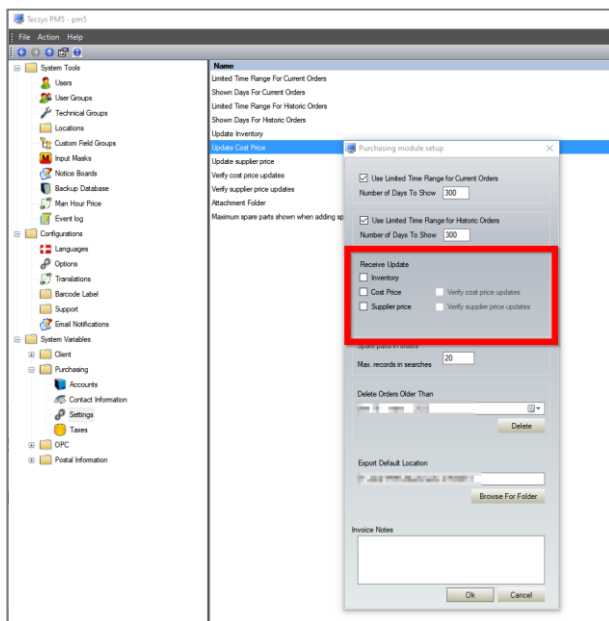 Tecsys PM5 - pm5
File Action Help
System Tools
Users
User Groups
Technical Groups
Locations
Custom Field Groups
Input Masks
Notice Boards
Backup Database
Man Hour Price
Event log
Configurations
Languages
Options
Translations
Barcode Label
Support
Email Notifications
System Variables
Client
Purchasing
Accounts
Contact Information
Settings
Taxes
OPC
Postal Information
Name
Limited Time Range For Current Orders
Shown Days For Current Orders
Limited Time Range For Historic Orders
Shown Days For Historic Orders
Update Inventory
Update Cost Price
Update supplier price
Verify cost price updates
Verify supplier price updates
Attachment Folder
Maximum spare parts shown when adding sp
Purchasing module setup
Use Limited Time Range for Current Orders
Number of Days To Show 300
Use Limited Time Range for Historic Orders
Number of Days To Show 300
Receive Update
Inventory
Cost Price Verify cost price updates
Supplier price Verify supplier price updates
Spare parts in orders
Max. records in searches 20
Delete Orders Older Than
Delete
Export Default Location
Browse For Folder
Invoice Notes
Ok Cancel